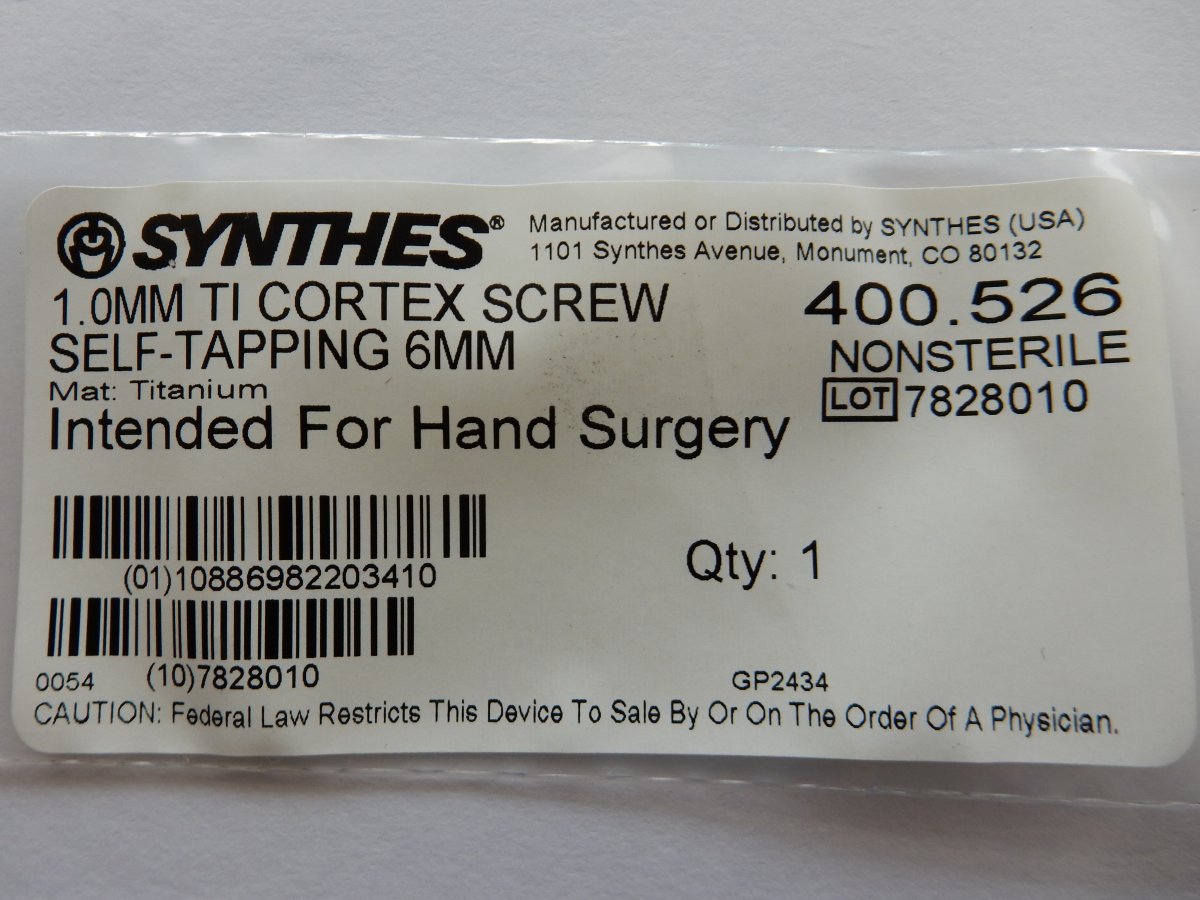 SYNTHES® Manufactured or Distributed by SYNTHES (USA)
1101 Synthes Avenue, Monument, CO 80132
1.0MM TI CORTEX SCREW 400.526
SELF-TAPPING 6MM NONSTERILE
Mat: Titanium LOT 7828010
Intended For Hand Surgery
(01)10886982203410
Qty: 1
0054 (10)7828010 GP2434
CAUTION: Federal Law Restricts This Device To Sale By Or On The Order Of A Physician.